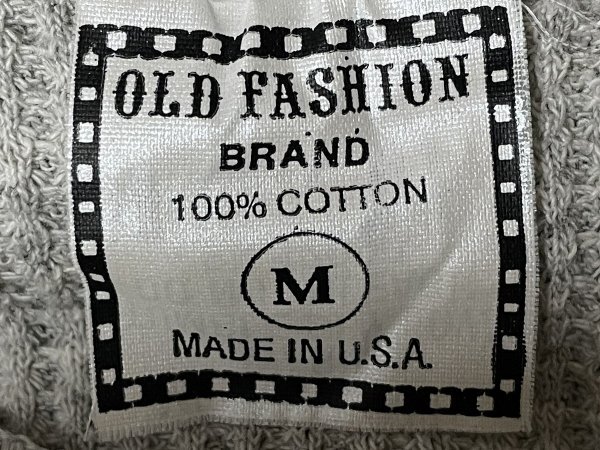 OLD FASHION
BRAND
100% COTTON
M
MADE IN U.S.A.